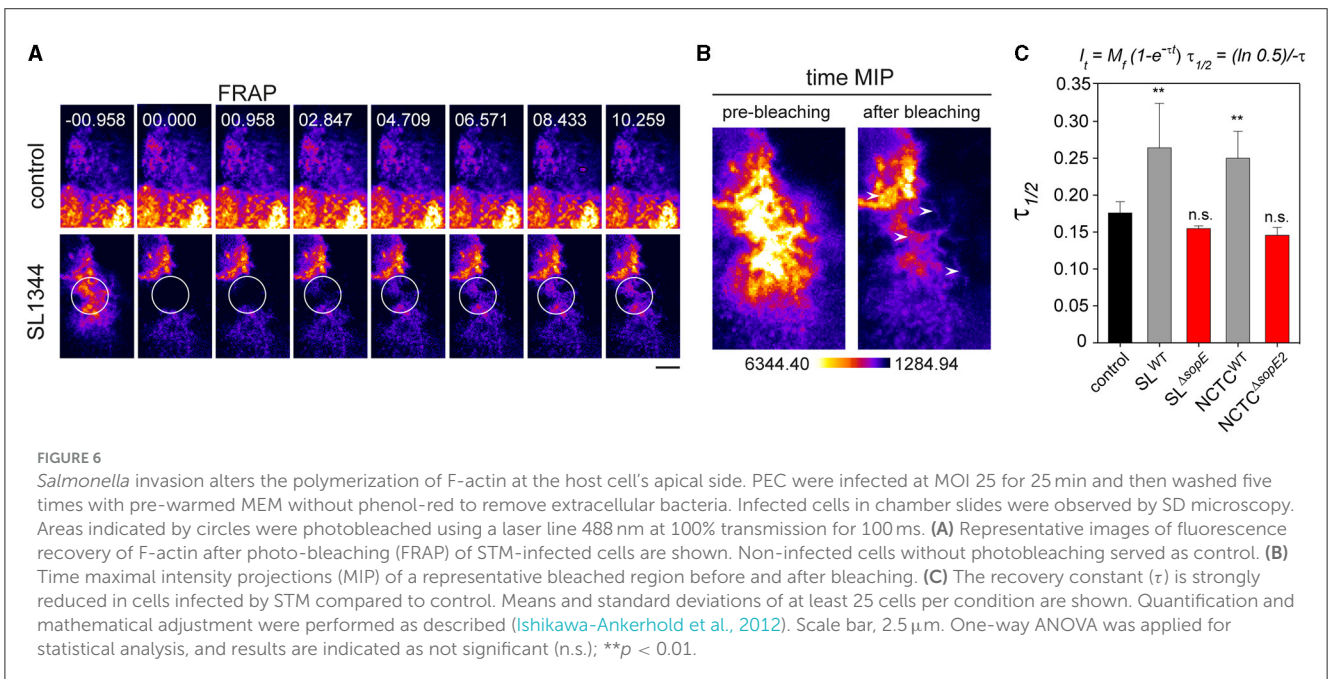 A
FRAP
control
-00.958 00.000 00.958 02.847 04.709 06.571 08.433 10.259
SL1344
B
time MIP
pre-bleaching after bleaching
6344.40 1284.94
C
I_t = M_f (1-e^-τt) τ_1/2 = (ln 0.5)/-τ
τ_1/2
0.35
0.30
0.25
0.20
0.15
0.10
0.05
0
**
n.s.
**
n.s.
control
SL^WT
SL^ΔsopE
NCTC^WT
NCTC^ΔsopE2
FIGURE 6
Salmonella invasion alters the polymerization of F-actin at the host cell's apical side. PEC were infected at MOI 25 for 25 min and then washed five
times with pre-warmed MEM without phenol-red to remove extracellular bacteria. Infected cells in chamber slides were observed by SD microscopy.
Areas indicated by circles were photobleached using a laser line 488 nm at 100% transmission for 100 ms. (A) Representative images of fluorescence
recovery of F-actin after photo-bleaching (FRAP) of STM-infected cells are shown. Non-infected cells without photobleaching served as control. (B)
Time maximal intensity projections (MIP) of a representative bleached region before and after bleaching. (C) The recovery constant (τ) is strongly
reduced in cells infected by STM compared to control. Means and standard deviations of at least 25 cells per condition are shown. Quantification and
mathematical adjustment were performed as described (Ishikawa-Ankerhold et al., 2012). Scale bar, 2.5 μm. One-way ANOVA was applied for
statistical analysis, and results are indicated as not significant (n.s.); **p < 0.01.